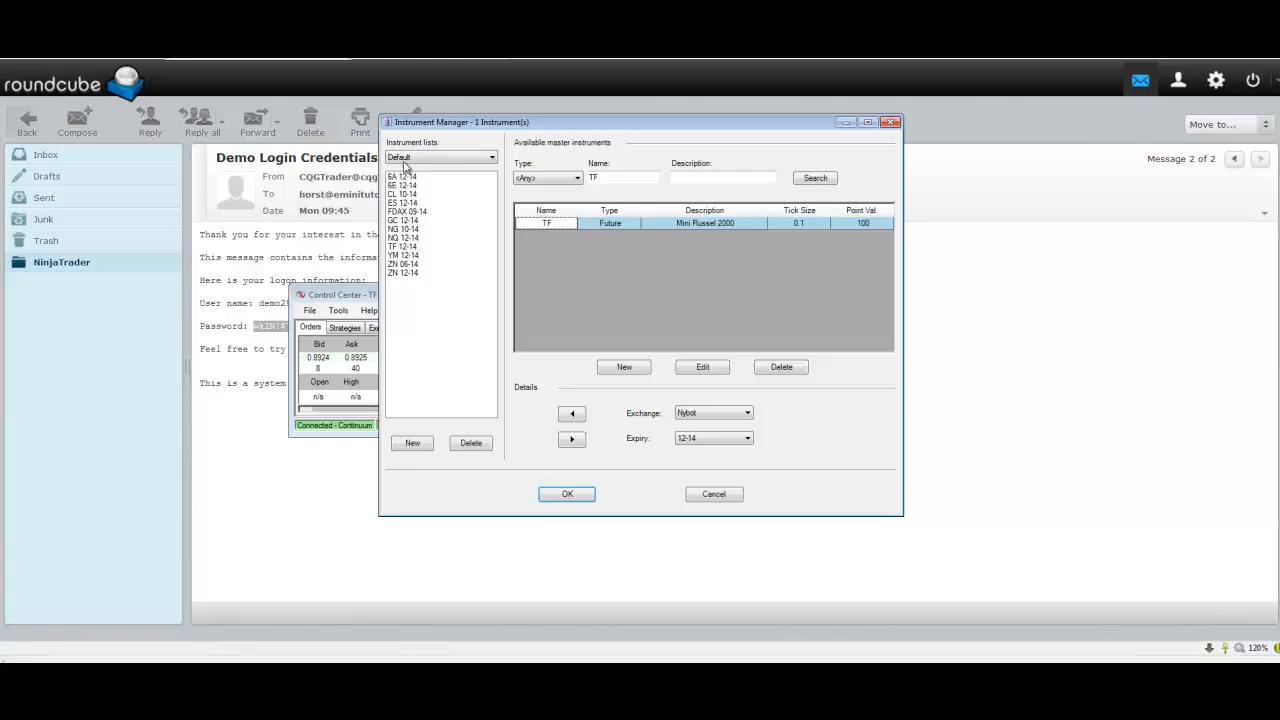 roundcube
Back
Compose
Reply
Reply all
Forward
Delete
Print
Move to...
Inbox
Drafts
Sent
Junk
Trash
NinjaTrader
Demo Login Credentials
Message 2 of 2
From CQGTrader@cqg
To horst@eminitut
Date Mon 09:45
Thank you for your interest in the
This message contains the informa
Here is your logon information:
User name: demo2
Password:
Feel free to try
This is a system
Control Center - TF
File Tools Help
Orders Strategies Exe
Bid Ask
0.8924 0.8925
8 40
Open High
n/a n/a
Connected - Continuum
Instrument Manager - 1 Instrument(s)
Instrument lists:
Default
6A 12-14
6E 12-14
CL 10-14
ES 12-14
FDAX 09-14
GC 12-14
NG 10-14
NQ 12-14
TF 12-14
YM 12-14
ZN 06-14
ZN 12-14
New Delete
Available master instruments
Type: Name: Description:
<Any> TF Search
Name Type Description Tick Size Point Val.
TF Future Mini Russel 2000 0.1 100
New Edit Delete
Details
Exchange: Nybot
Expiry: 12-14
OK Cancel
120%